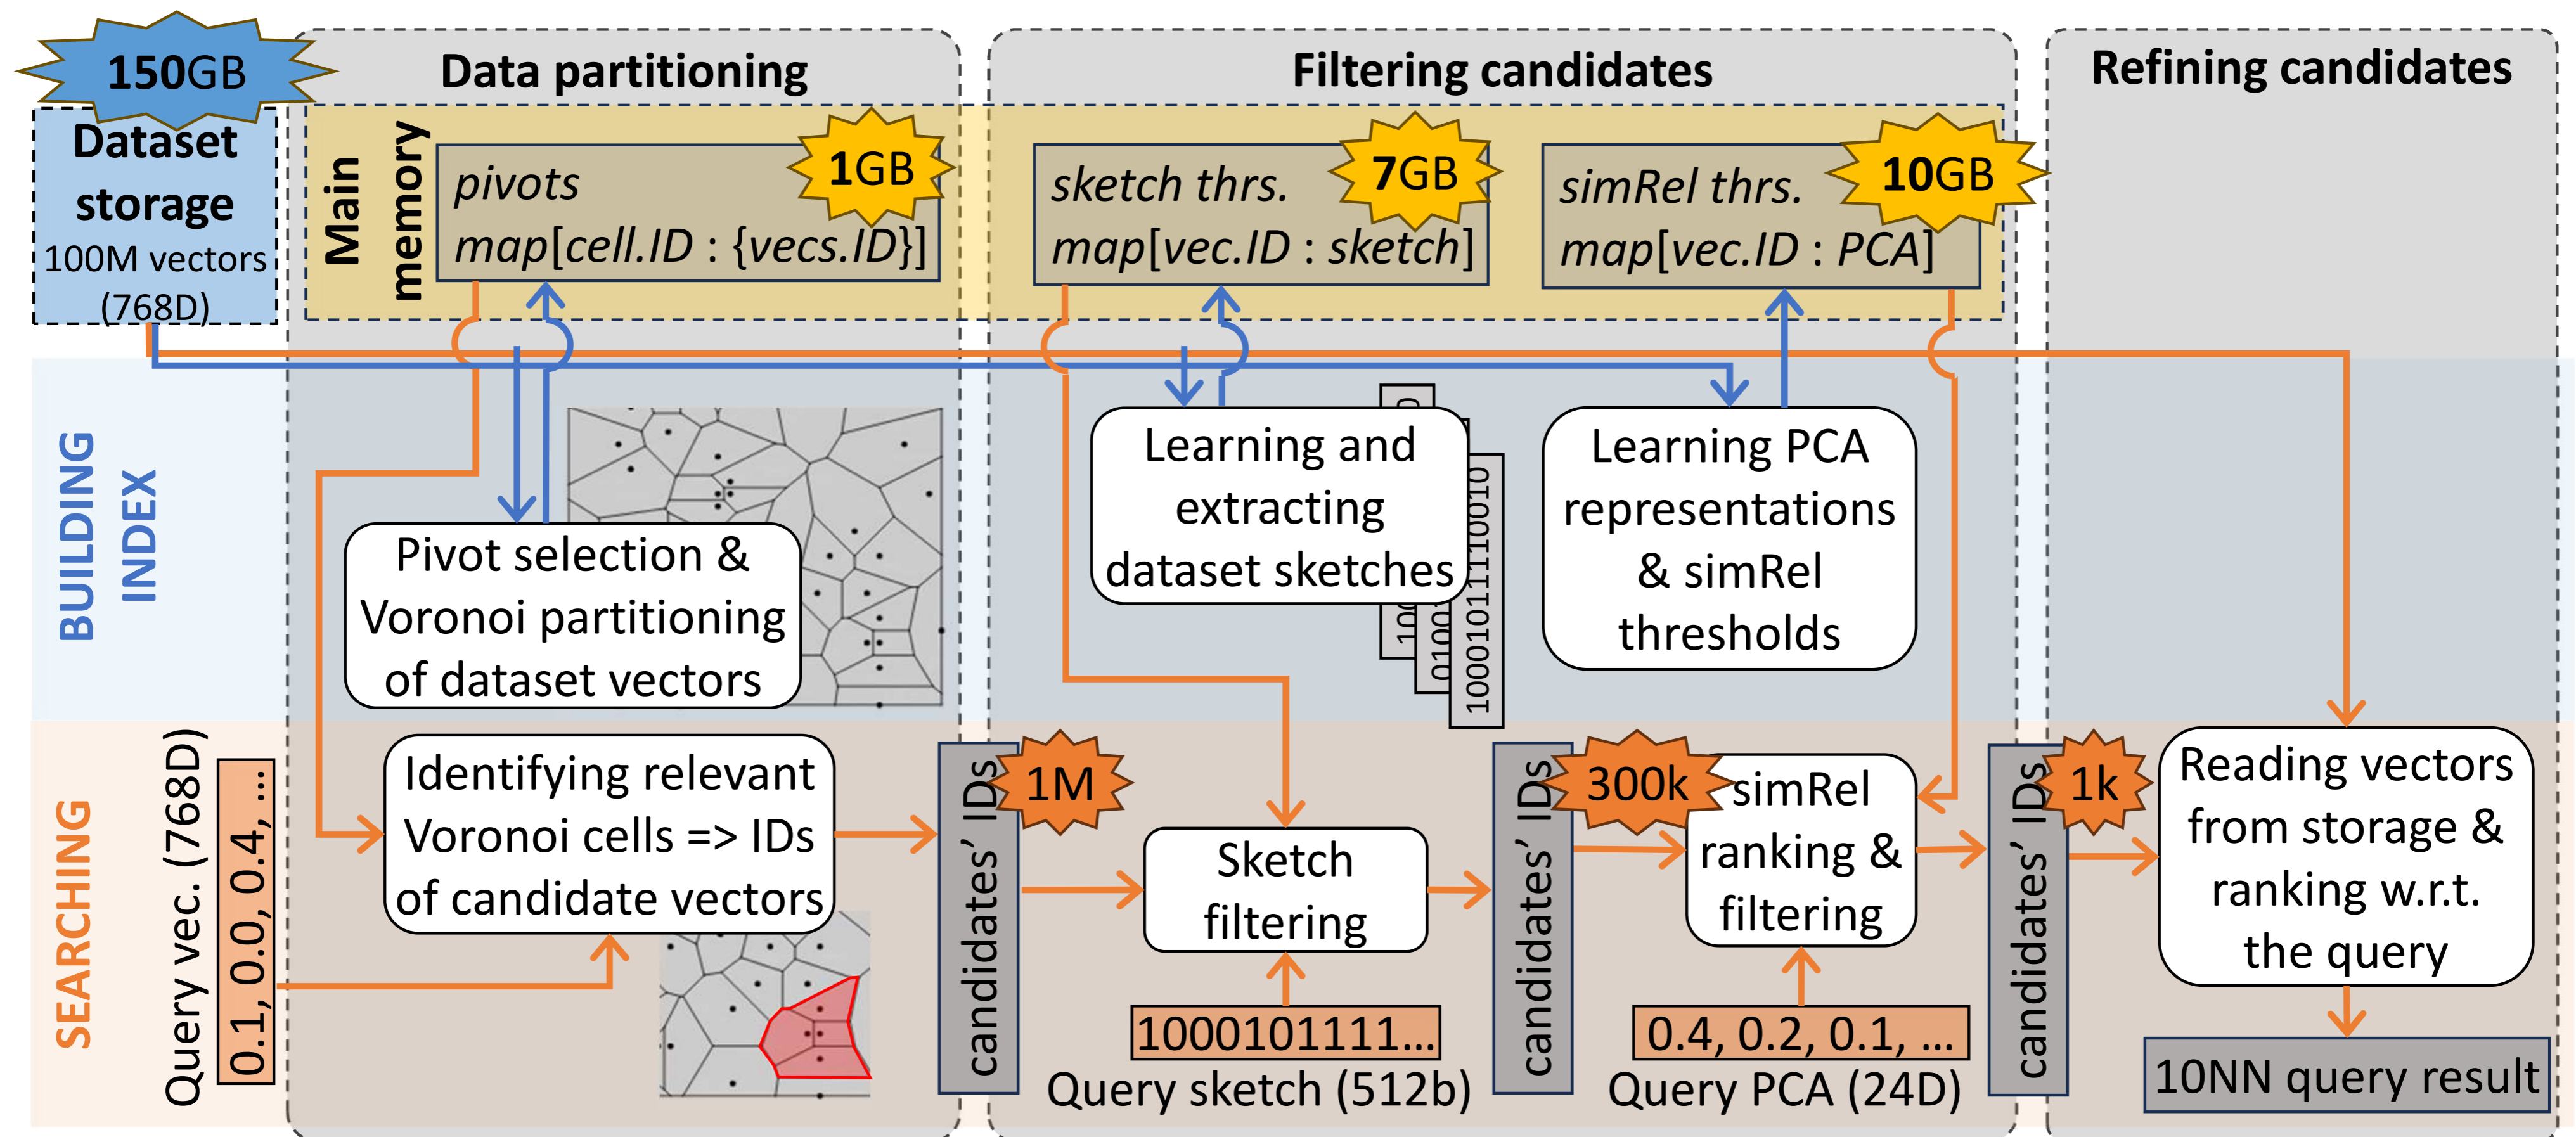 150GB
Dataset
storage
100M vectors
(768D)
Data partitioning
Filtering candidates
Refining candidates
Main
memory
pivots
map[cell.ID : {vecs.ID}]
1GB
sketch thrs.
map[vec.ID : sketch]
7GB
simRel thrs.
map[vec.ID : PCA]
10GB
BUILDING
INDEX
Pivot selection &
Voronoi partitioning
of dataset vectors
Learning and
extracting
dataset sketches
100010111110010
Learning PCA
representations
& simRel
thresholds
SEARCHING
Query vec. (768D)
0.1, 0.0, 0.4, ...
Identifying relevant
Voronoi cells => IDs
of candidate vectors
candidates' IDs
1M
Sketch
filtering
1000101111...
Query sketch (512b)
candidates' IDs
300k
simRel
ranking &
filtering
0.4, 0.2, 0.1, ...
Query PCA (24D)
candidates' IDs
1k
Reading vectors
from storage &
ranking w.r.t.
the query
10NN query result